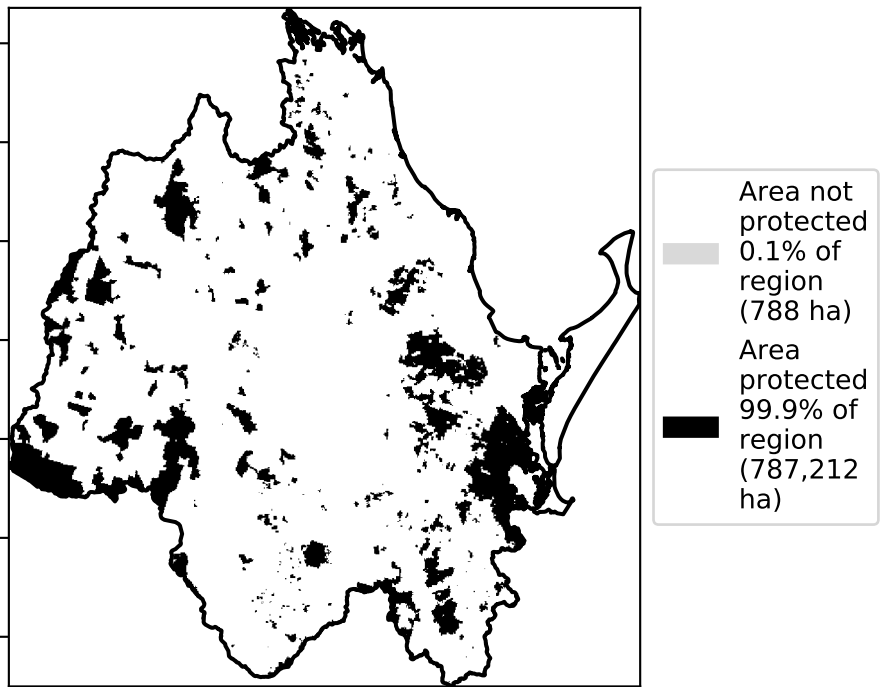 Area not
protected
0.1% of
region
(788 ha)
Area
protected
99.9% of
region
(787,212
ha)